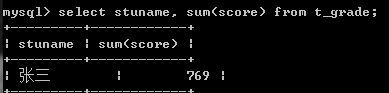 mysql> select stuname, sum(score) from t_grade;
+---------+------------+
| stuname | sum(score) |
+---------+------------+
| 张三    |        769 |
+---------+------------+